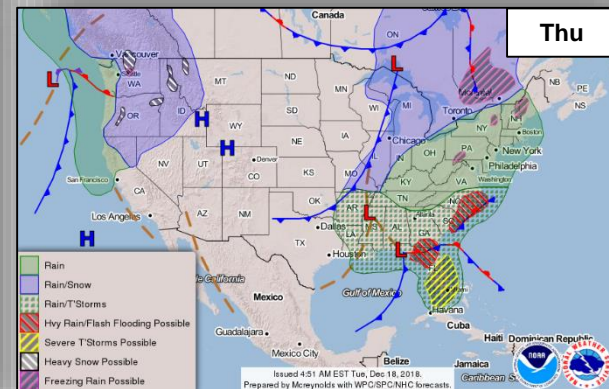 Thu
Canada
ON
Vancouver
Seattle
WA
MT
ND
MN
Montreal
NB
PE
NS
OR
ID
WY
SD
WI
MI
Toronto
NY
NH
Boston
IA
Chicago
NE
IL
IN
OH
PA
New York
Philadelphia
NV
UT
Denver
CO
KS
MO
KY
VA
Washington
San Francisco
CA
TN
NC
Los Angeles
AZ
NM
AR
Atlanta
SC
Dallas
MS
AL
GA
TX
LA
Houston
FL
Miami
L
L
L
L
H
H
H
Gulf of Mexico
Havana
Mexico
Cuba
Guadalajara
Mexico City
Haiti
Dominican Republic
Belize
Jamaica
Caribbean
Rain
Rain/Snow
Rain/T'Storms
Hvy Rain/Flash Flooding Possible
Severe T'Storms Possible
Heavy Snow Possible
Freezing Rain Possible
Issued 4:51 AM EST Tue, Dec 18, 2018.
Prepared by Mcreynolds with WPC/SPC/NHC forecasts.
NOAA